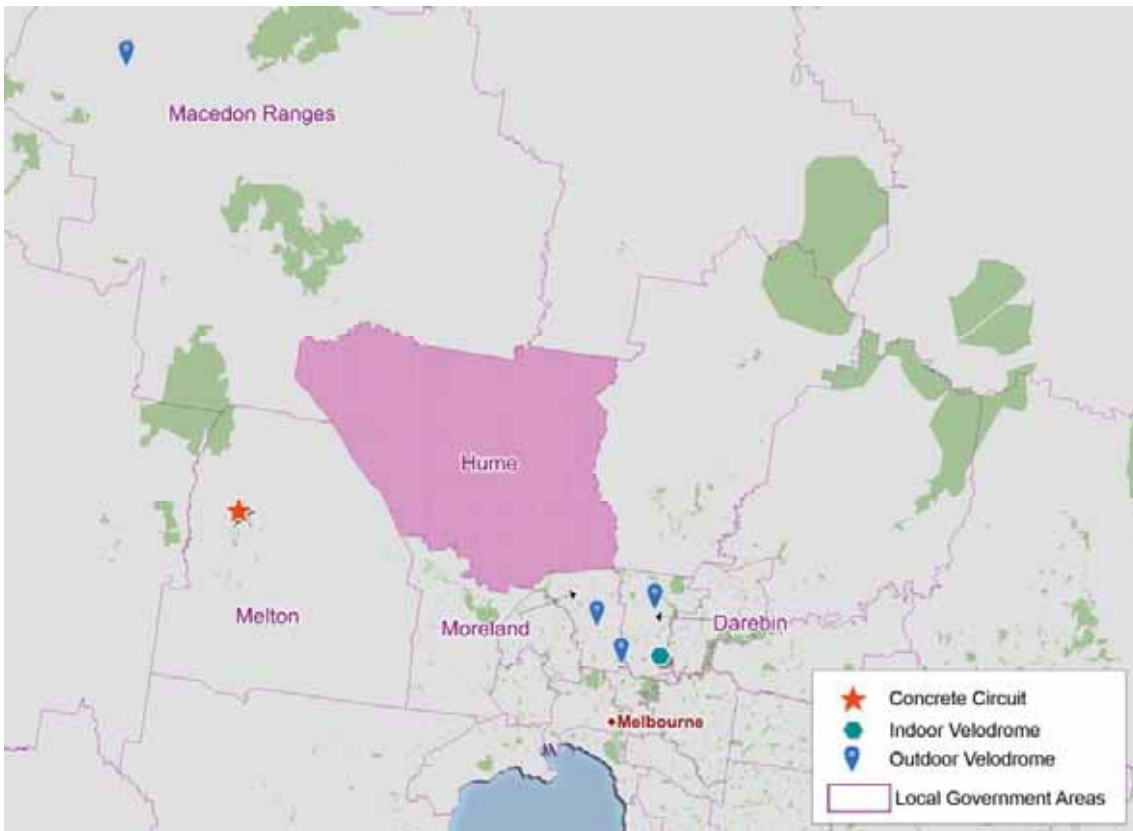 Macedon Ranges
Hume
Melton
Moreland
Darebin
Melbourne
Concrete Circuit
Indoor Velodrome
Outdoor Velodrome
Local Government Areas